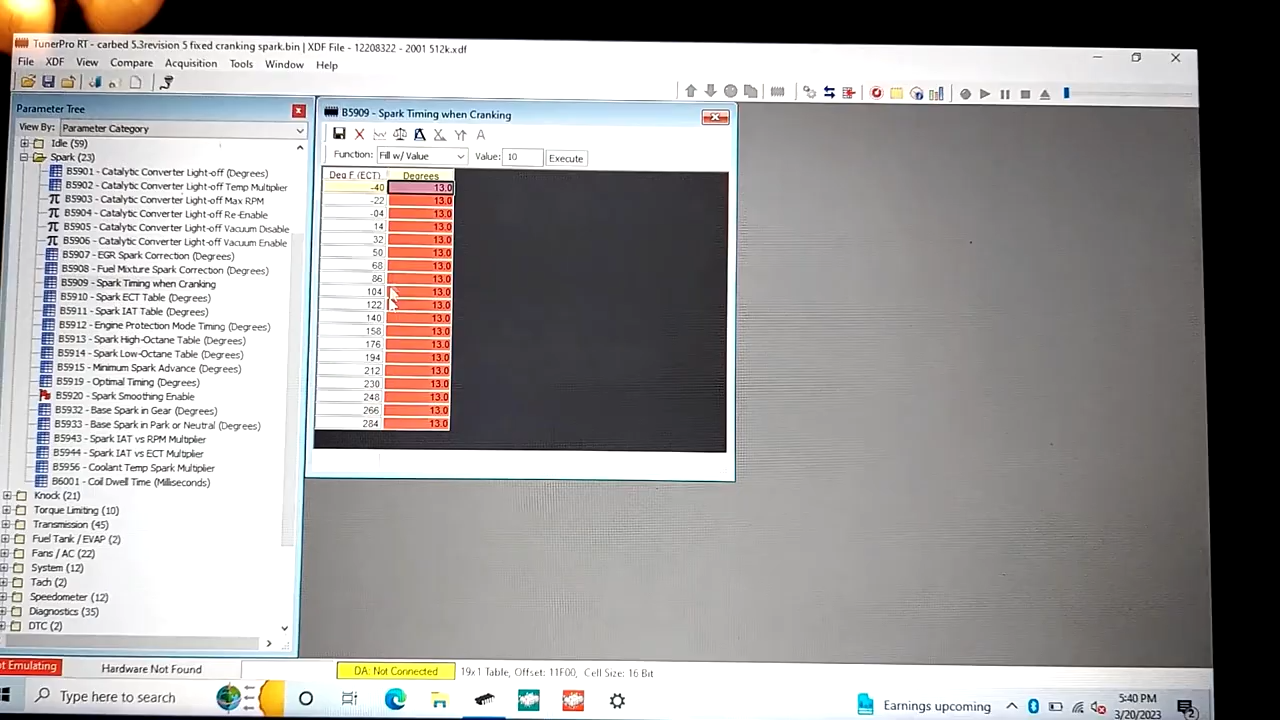 TunerPro RT - carbed 5.3revision 5 fixed cranking spark.bin | XDF File - 12208322 - 2001 512k.xdf
File XDF View Compare Acquisition Tools Window Help
Parameter Tree
View By: Parameter Category
Idle (59)
Spark (23)
B5901 - Catalytic Converter Light-off (Degrees)
B5902 - Catalytic Converter Light-off Temp Multiplier
B5903 - Catalytic Converter Light-off Max RPM
B5904 - Catalytic Converter Light-off Re-Enable
B5905 - Catalytic Converter Light-off Vacuum Disable
B5906 - Catalytic Converter Light-off Vacuum Enable
B5907 - EGR Spark Correction (Degrees)
B5908 - Fuel Mixture Spark Correction (Degrees)
B5909 - Spark Timing when Cranking
B5910 - Spark ECT Table (Degrees)
B5911 - Spark IAT Table (Degrees)
B5912 - Engine Protection Mode Timing (Degrees)
B5913 - Spark High-Octane Table (Degrees)
B5914 - Spark Low-Octane Table (Degrees)
B5915 - Minimum Spark Advance (Degrees)
B5919 - Optimal Timing (Degrees)
B5920 - Spark Smoothing Enable
B5932 - Base Spark in Gear (Degrees)
B5933 - Base Spark in Park or Neutral (Degrees)
B5943 - Spark IAT vs RPM Multiplier
B5944 - Spark IAT vs ECT Multiplier
B5956 - Coolant Temp Spark Multiplier
B6001 - Coil Dwell Time (Milliseconds)
Knock (21)
Torque Limiting (10)
Transmission (45)
Fuel Tank / EVAP (2)
Fans / AC (22)
System (12)
Tach (2)
Speedometer (12)
Diagnostics (35)
DTC (2)
B5909 - Spark Timing when Cranking
Function: Fill w/ Value Value: 10 Execute
Deg F (ECT) Degrees
-40 13.0
-22 13.0
-04 13.0
14 13.0
32 13.0
50 13.0
68 13.0
86 13.0
104 13.0
122 13.0
140 13.0
158 13.0
176 13.0
194 13.0
212 13.0
230 13.0
248 13.0
266 13.0
284 13.0
ot Emulating Hardware Not Found DA: Not Connected 19x1 Table, Offset: 11F00, Cell Size: 16 Bit
Type here to search Earnings upcoming 5:40 PM
3/20/2023